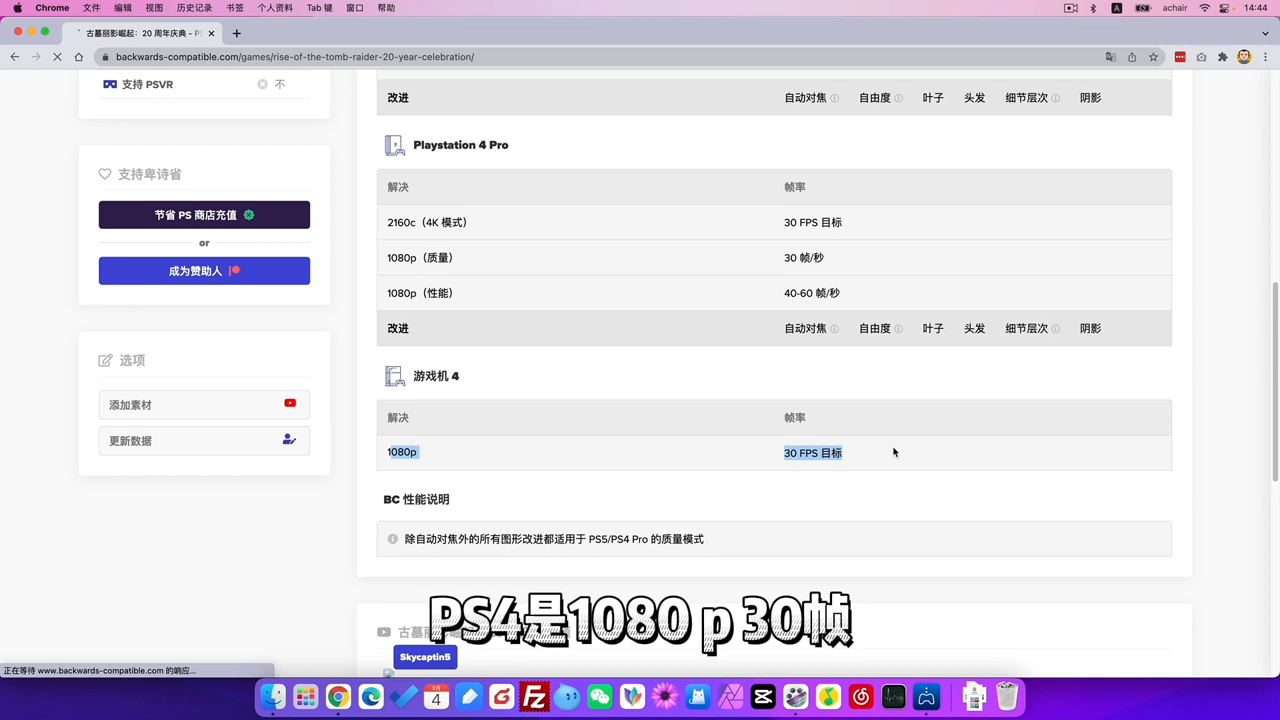 Chrome 文件 编辑 视图 历史记录 书签 个人资料 Tab 键 窗口 帮助 A achair 14:44
古墓丽影崛起：20 周年庆典 - PS
backwards-compatible.com/games/rise-of-the-tomb-raider-20-year-celebration/
支持 PSVR 不
支持卑诗省
节省 PS 商店充值
or
成为赞助人
选项
添加素材
更新数据
改进 自动对焦 自由度 叶子 头发 细节层次 阴影
Playstation 4 Pro
解决 帧率
2160c（4K 模式） 30 FPS 目标
1080p（质量） 30 帧/秒
1080p（性能） 40-60 帧/秒
改进 自动对焦 自由度 叶子 头发 细节层次 阴影
游戏机 4
解决 帧率
1080p 30 FPS 目标
BC 性能说明
除自动对焦外的所有图形改进都适用于 PS5/PS4 Pro 的质量模式
PS4是1080 p 30帧
古墓丽影
Skycaptin5
正在等待 www.backwards-compatible.com 的响应...
2月
4
Fz